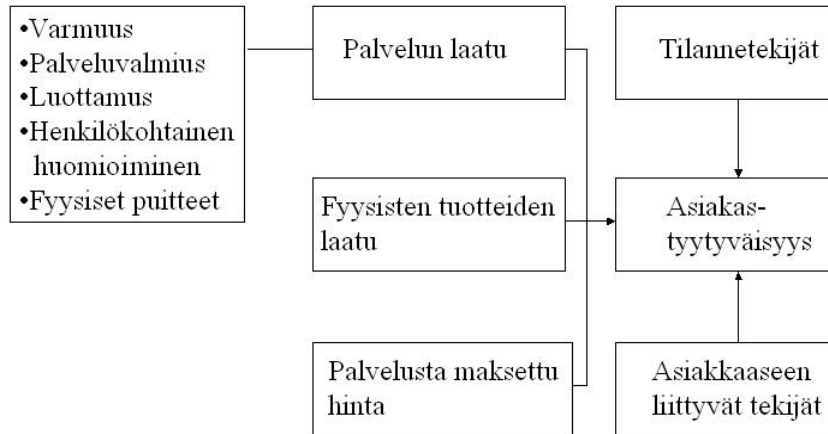 •Varmuus
•Palveluvalmius
•Luottamus
•Henkilökohtainen
huomioiminen
•Fyysiset puitteet
Palvelun laatu
Tilannetekijät
Fyysisten tuotteiden
laatu
Asiakas-
tyytyväisyys
Palvelusta maksettu
hinta
Asiakkaaseen
liittyvät tekijät